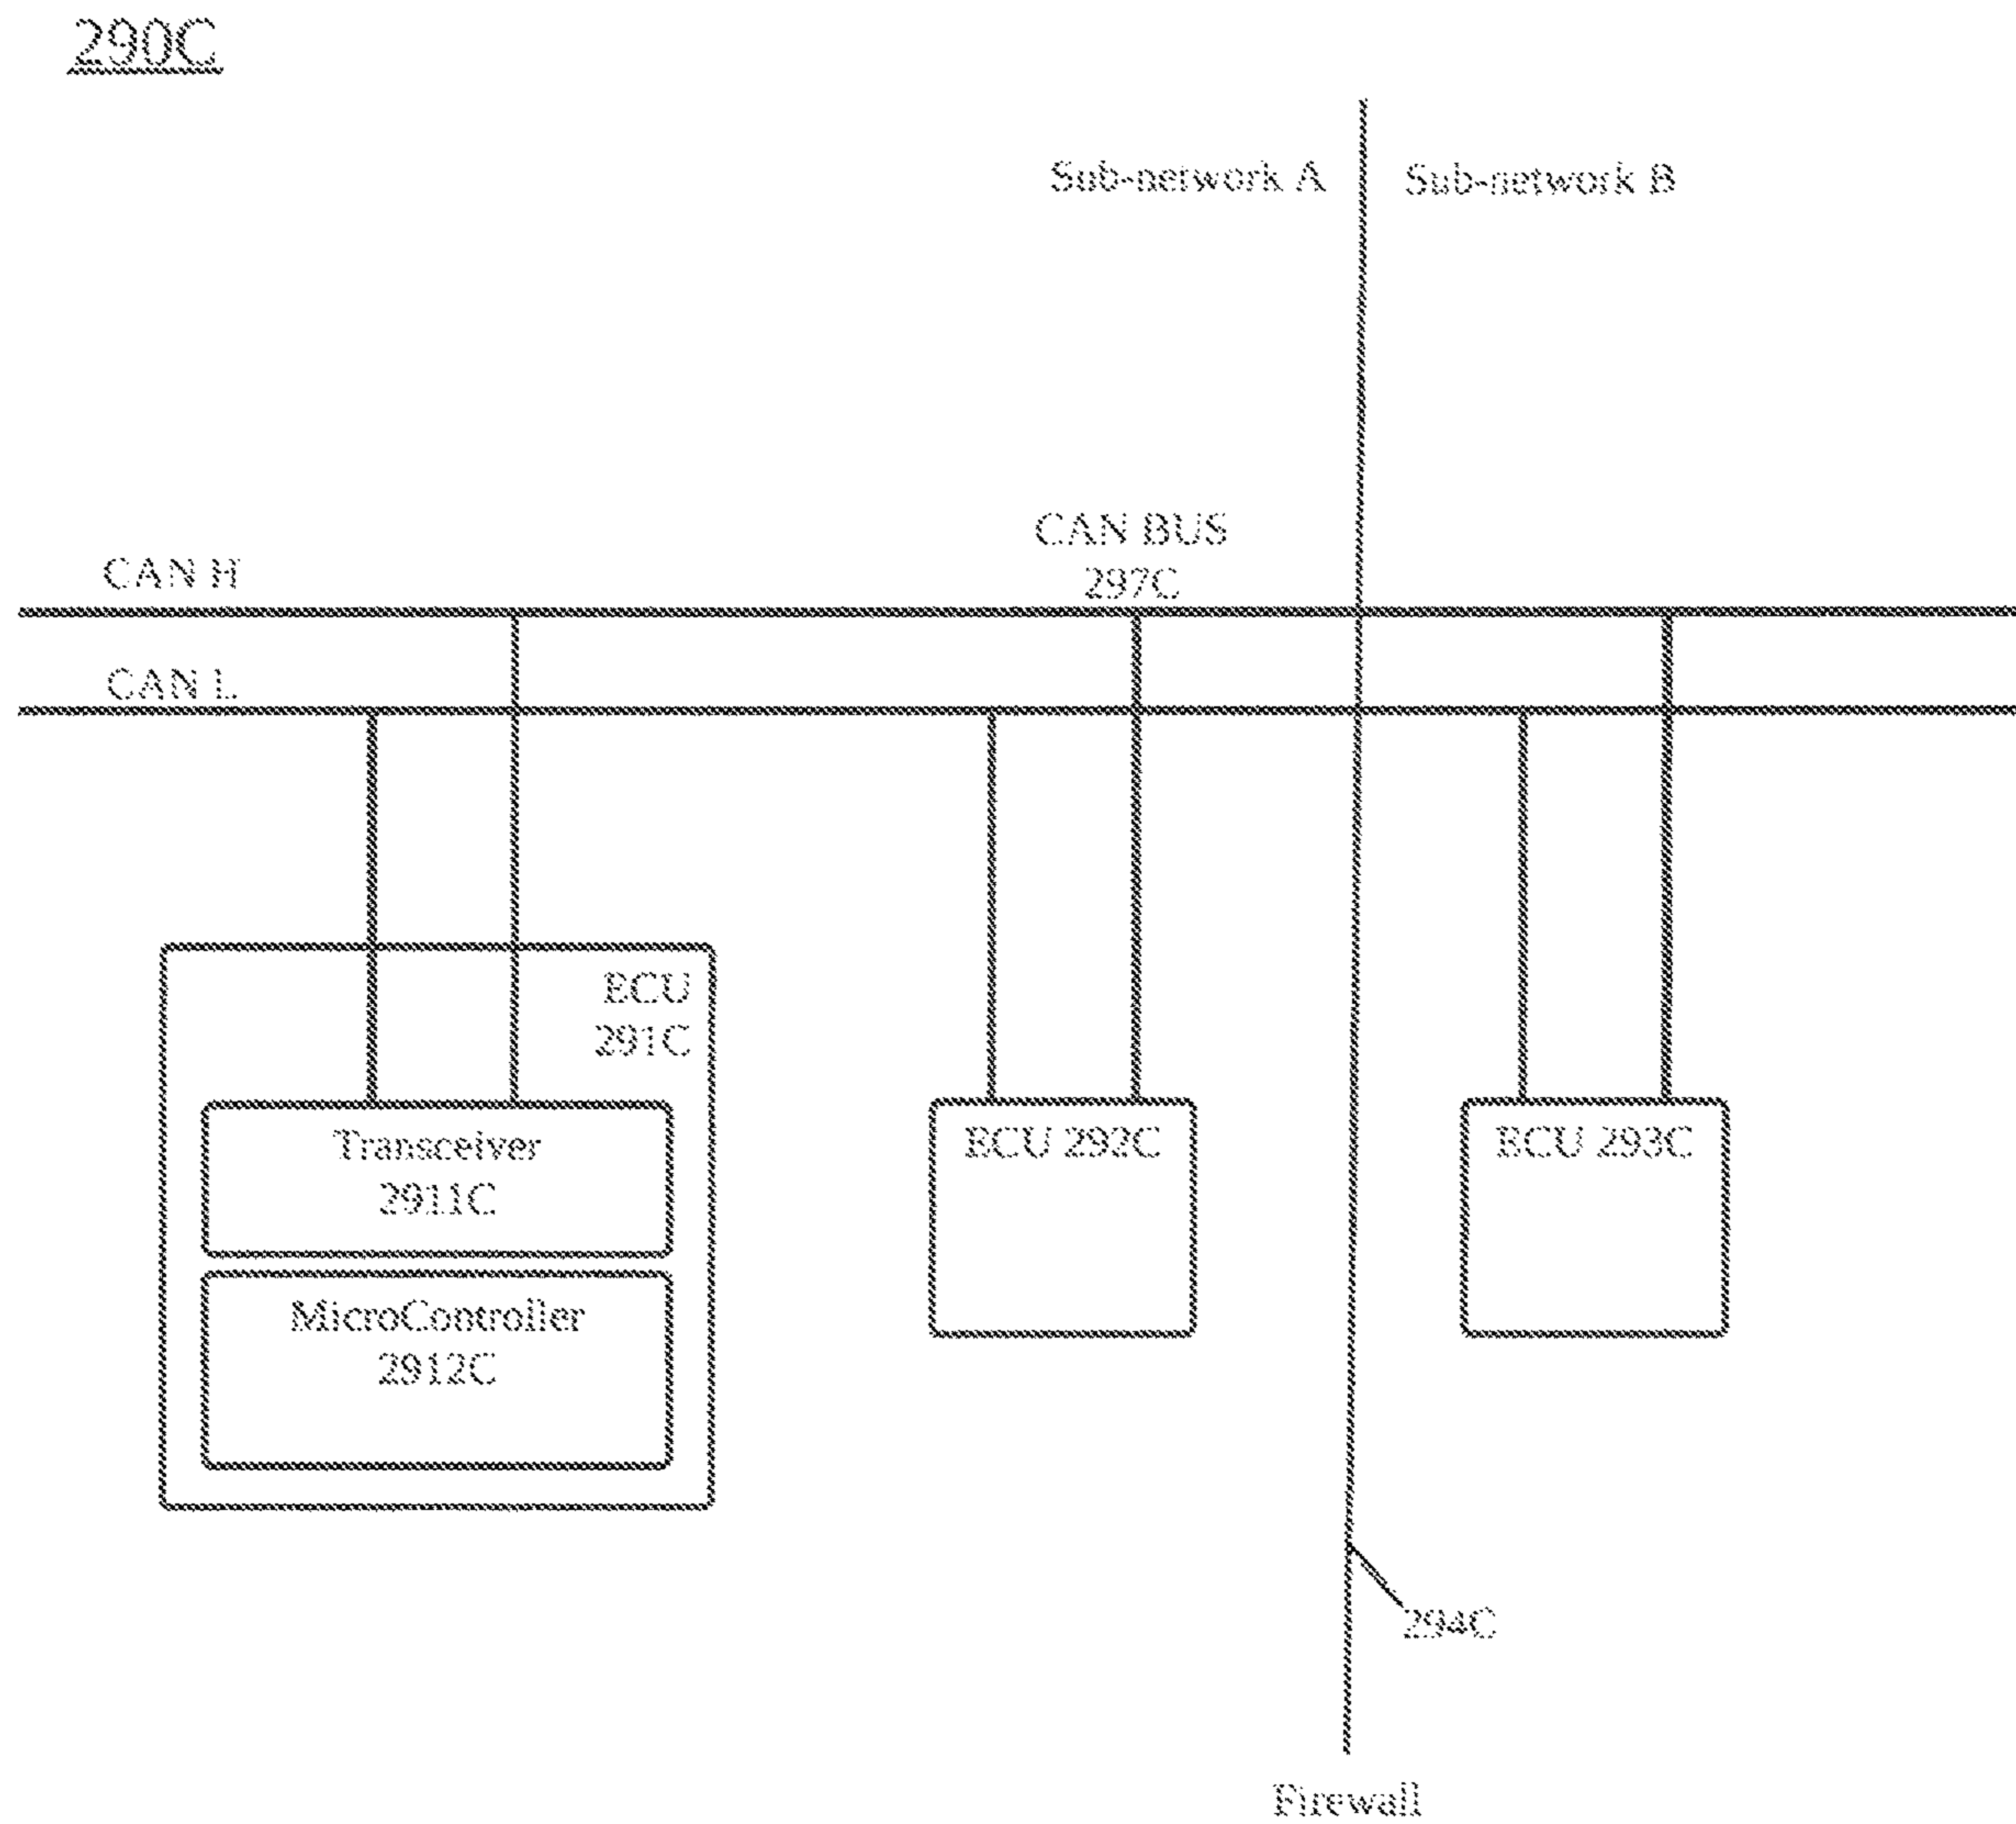 290C
Sub-network A
Sub-network B
CAN BUS
297C
CAN H
CAN L
ECU
291C
Transceiver
2911C
MicroController
2912C
ECU 292C
ECU 293C
294C
Firewall